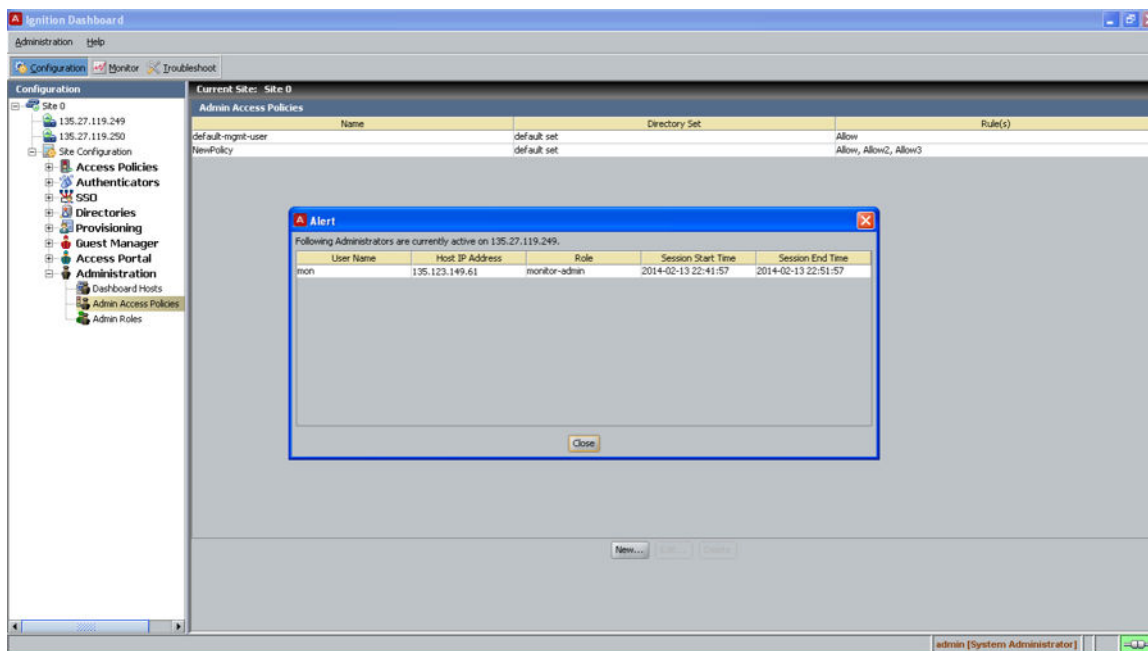 Ignition Dashboard
Administration Help
Configuration Monitor Troubleshoot
Configuration
Site 0
135.27.119.249
135.27.119.250
Site Configuration
Access Policies
Authenticators
SSO
Directories
Provisioning
Guest Manager
Access Portal
Administration
Dashboard Hosts
Admin Access Policies
Admin Roles
Current Site: Site 0
Admin Access Policies
Name Directory Set Rule(s)
default-mgmt-user default set Allow
NewPolicy default set Allow, Allow2, Allow3
Alert
Following Administrators are currently active on 135.27.119.249.
User Name Host IP Address Role Session Start Time Session End Time
mon 135.123.149.61 monitor-admin 2014-02-13 22:41:57 2014-02-13 22:51:57
Close
New... Edit... Delete
admin [System Administrator]